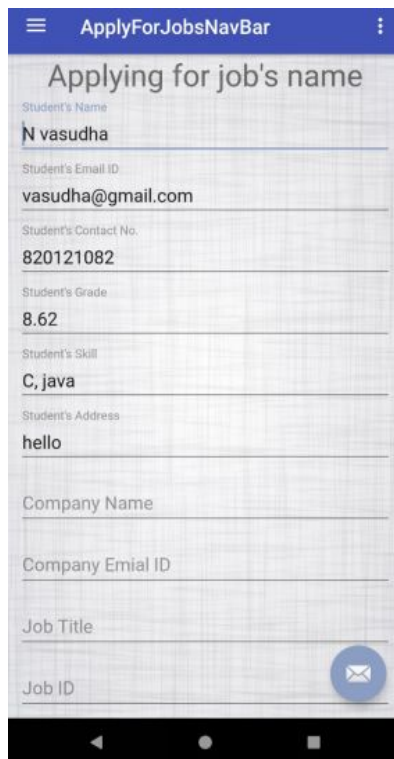 ApplyForJobsNavBar
Applying for job's name
Student's Name
N vasudha
Student's Email ID
vasudha@gmail.com
Student's Contact No.
820121082
Student's Grade
8.62
Student's Skill
C, java
Student's Address
hello
Company Name
Company Emial ID
Job Title
Job ID